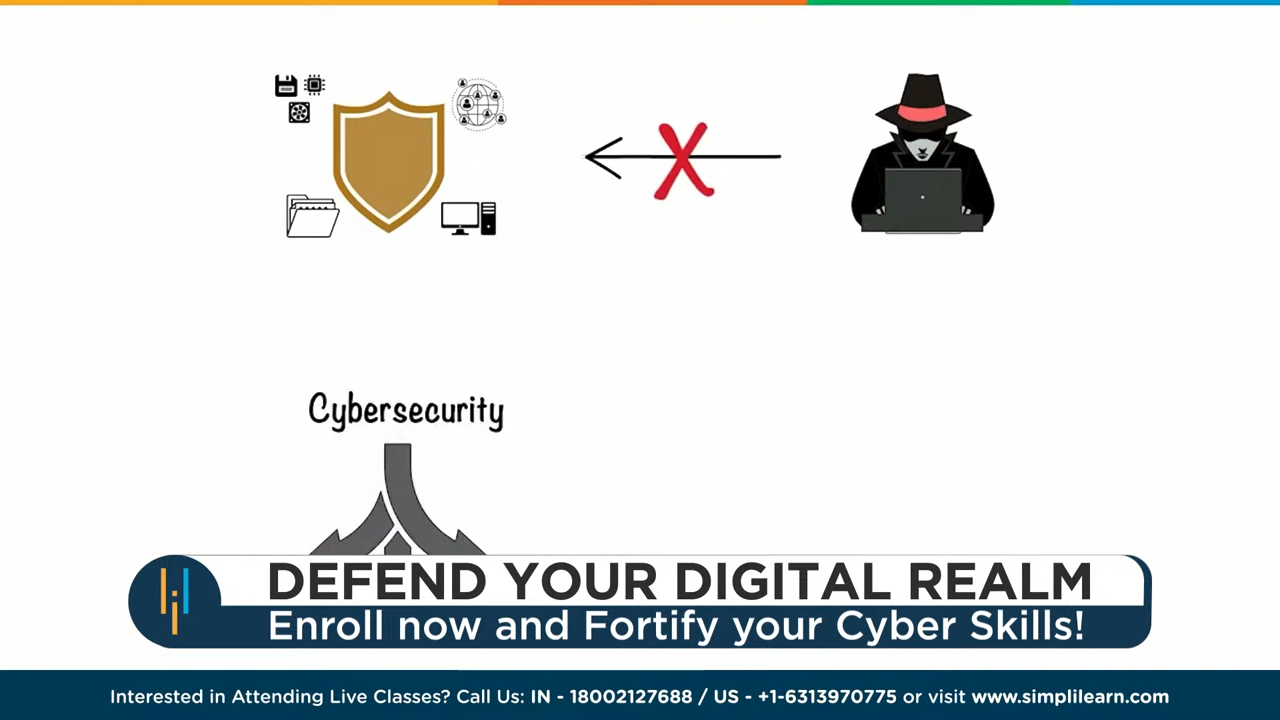 Cybersecurity
DEFEND YOUR DIGITAL REALM
Enroll now and Fortify your Cyber Skills!
Interested in Attending Live Classes? Call Us: IN - 18002127688 / US - +1-6313970775 or visit www.simplilearn.com